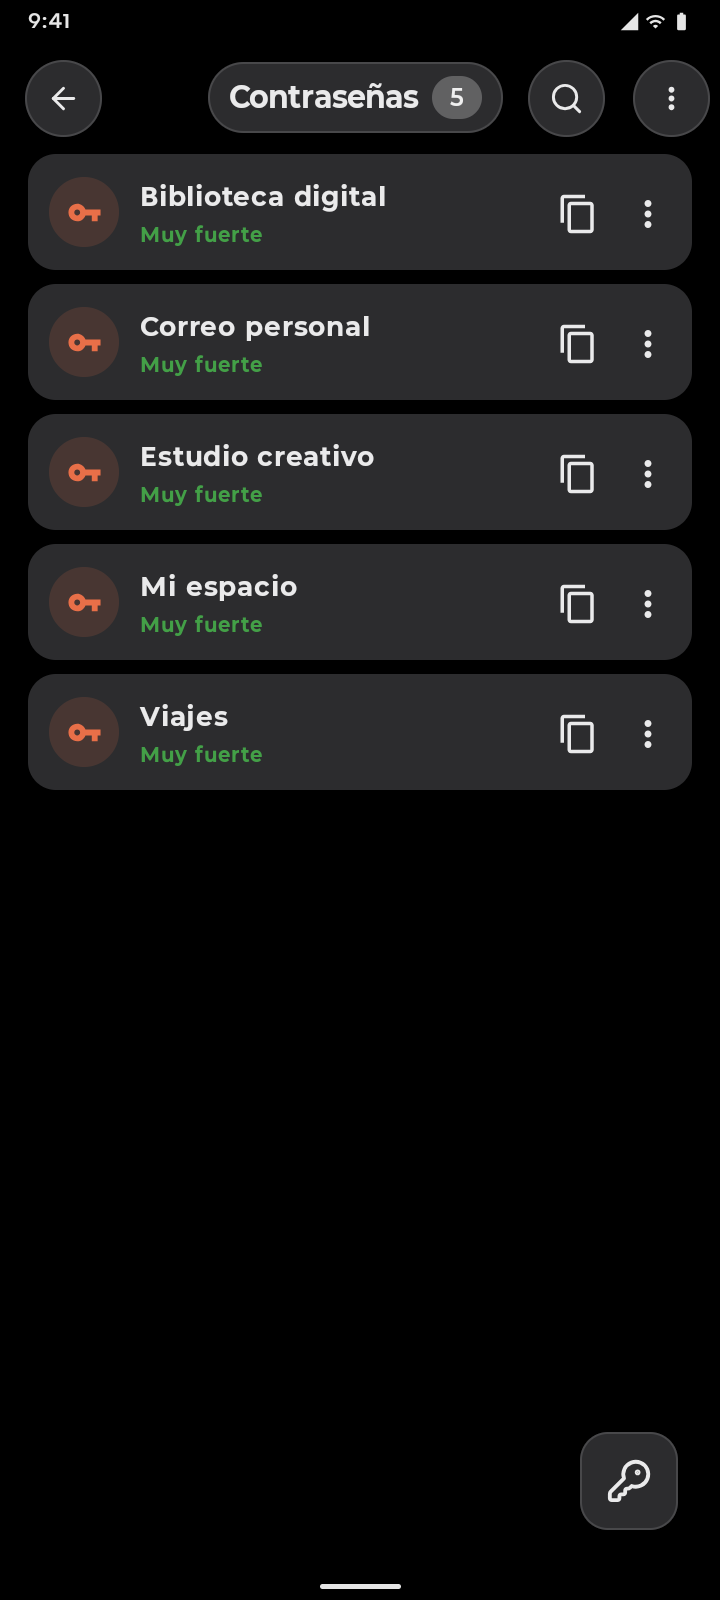 9:41
Contraseñas 5
Biblioteca digital
Muy fuerte
Correo personal
Muy fuerte
Estudio creativo
Muy fuerte
Mi espacio
Muy fuerte
Viajes
Muy fuerte